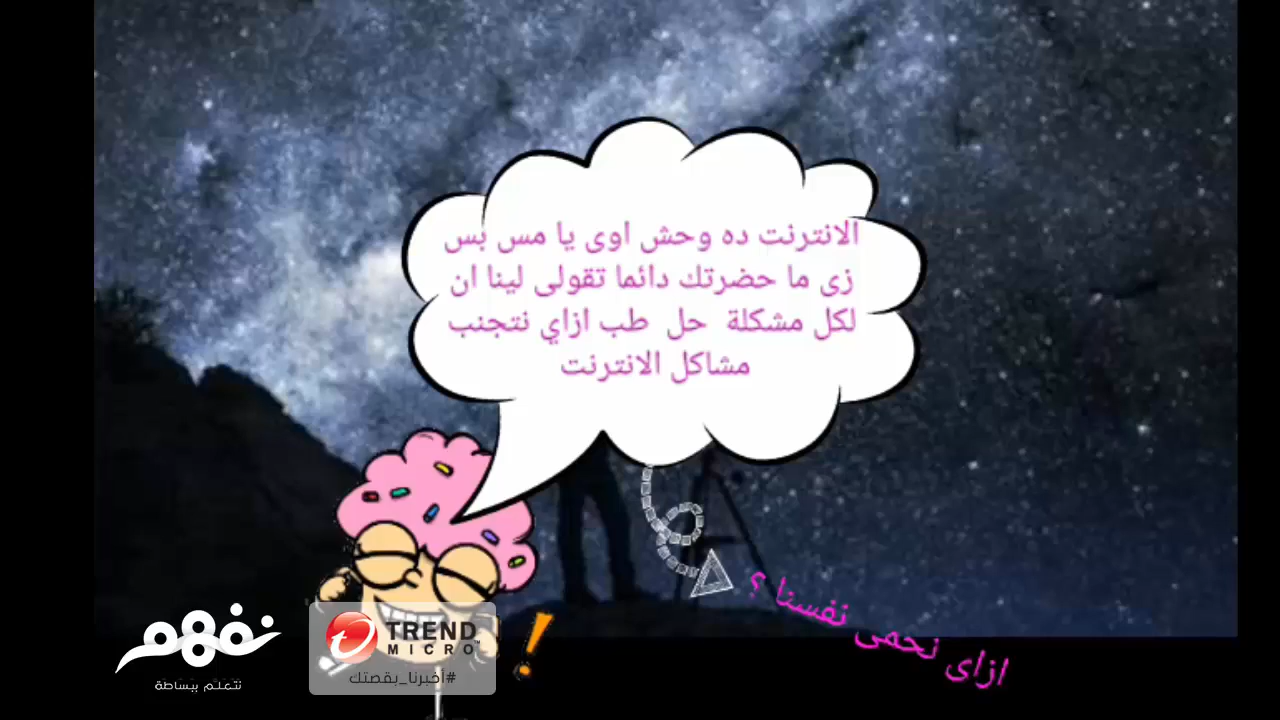 الانترنت ده وحش اوى يا مس بس
زى ما حضرتك دائما تقولى لينا ان
لكل مشكلة حل طب ازاي نتجنب
مشاكل الانترنت
ازاى نحمى نفسنا ؟
!
نفهم
نتعلم ببساطة
TREND
MICRO
#أخبرنا_بقصتك